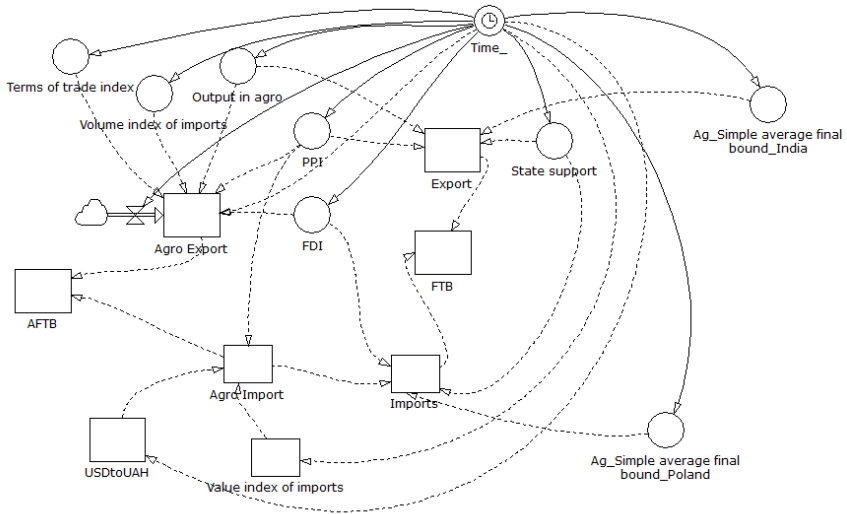 Time_
Terms of trade index
Output in agro
Volume index of imports
Ag_Simple average final
bound_India
PPI
Export
State support
Agro Export
FDI
FTB
AFTB
Agro Import
Imports
Ag_Simple average final
bound_Poland
USDtoUAH
Value index of imports